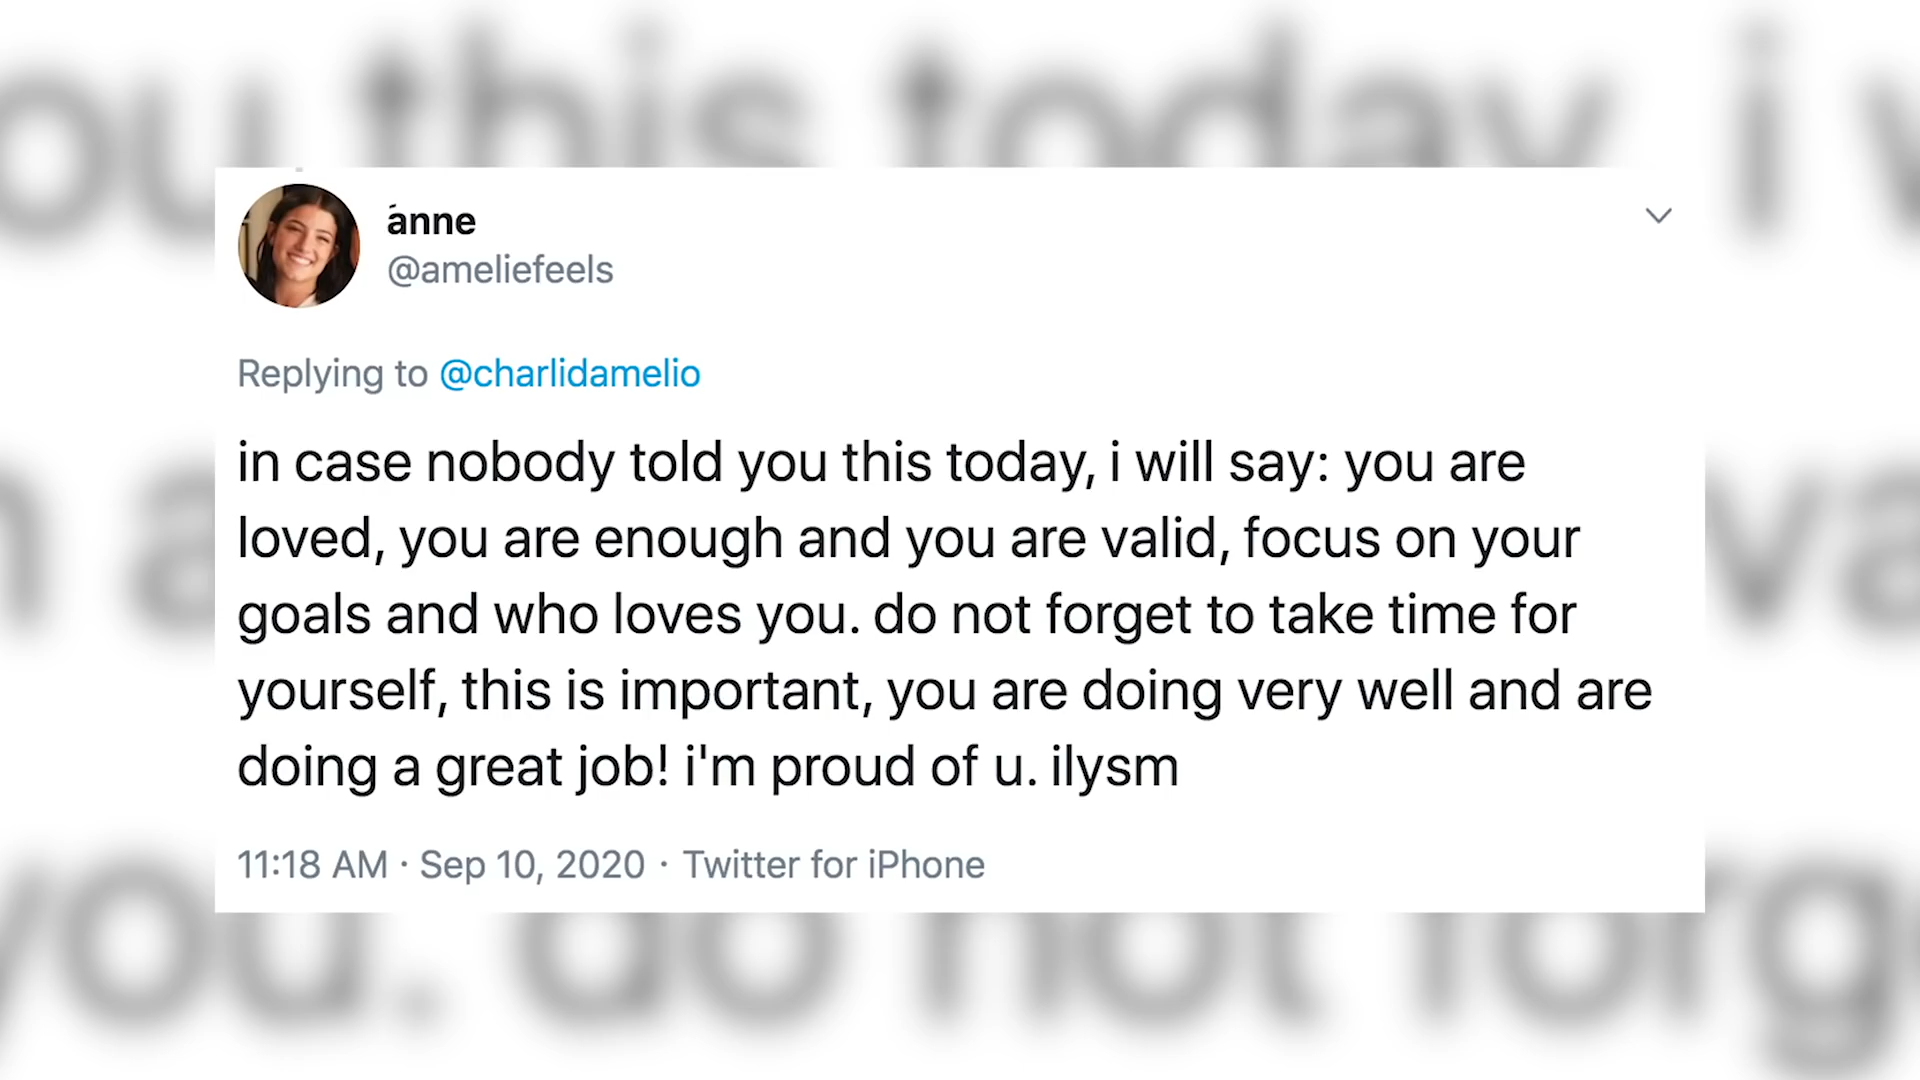 anne
@ameliefeels
Replying to @charlidamelio
in case nobody told you this today, i will say: you are
loved, you are enough and you are valid, focus on your
goals and who loves you. do not forget to take time for
yourself, this is important, you are doing very well and are
doing a great job! i'm proud of u. ilysm
11:18 AM · Sep 10, 2020 · Twitter for iPhone